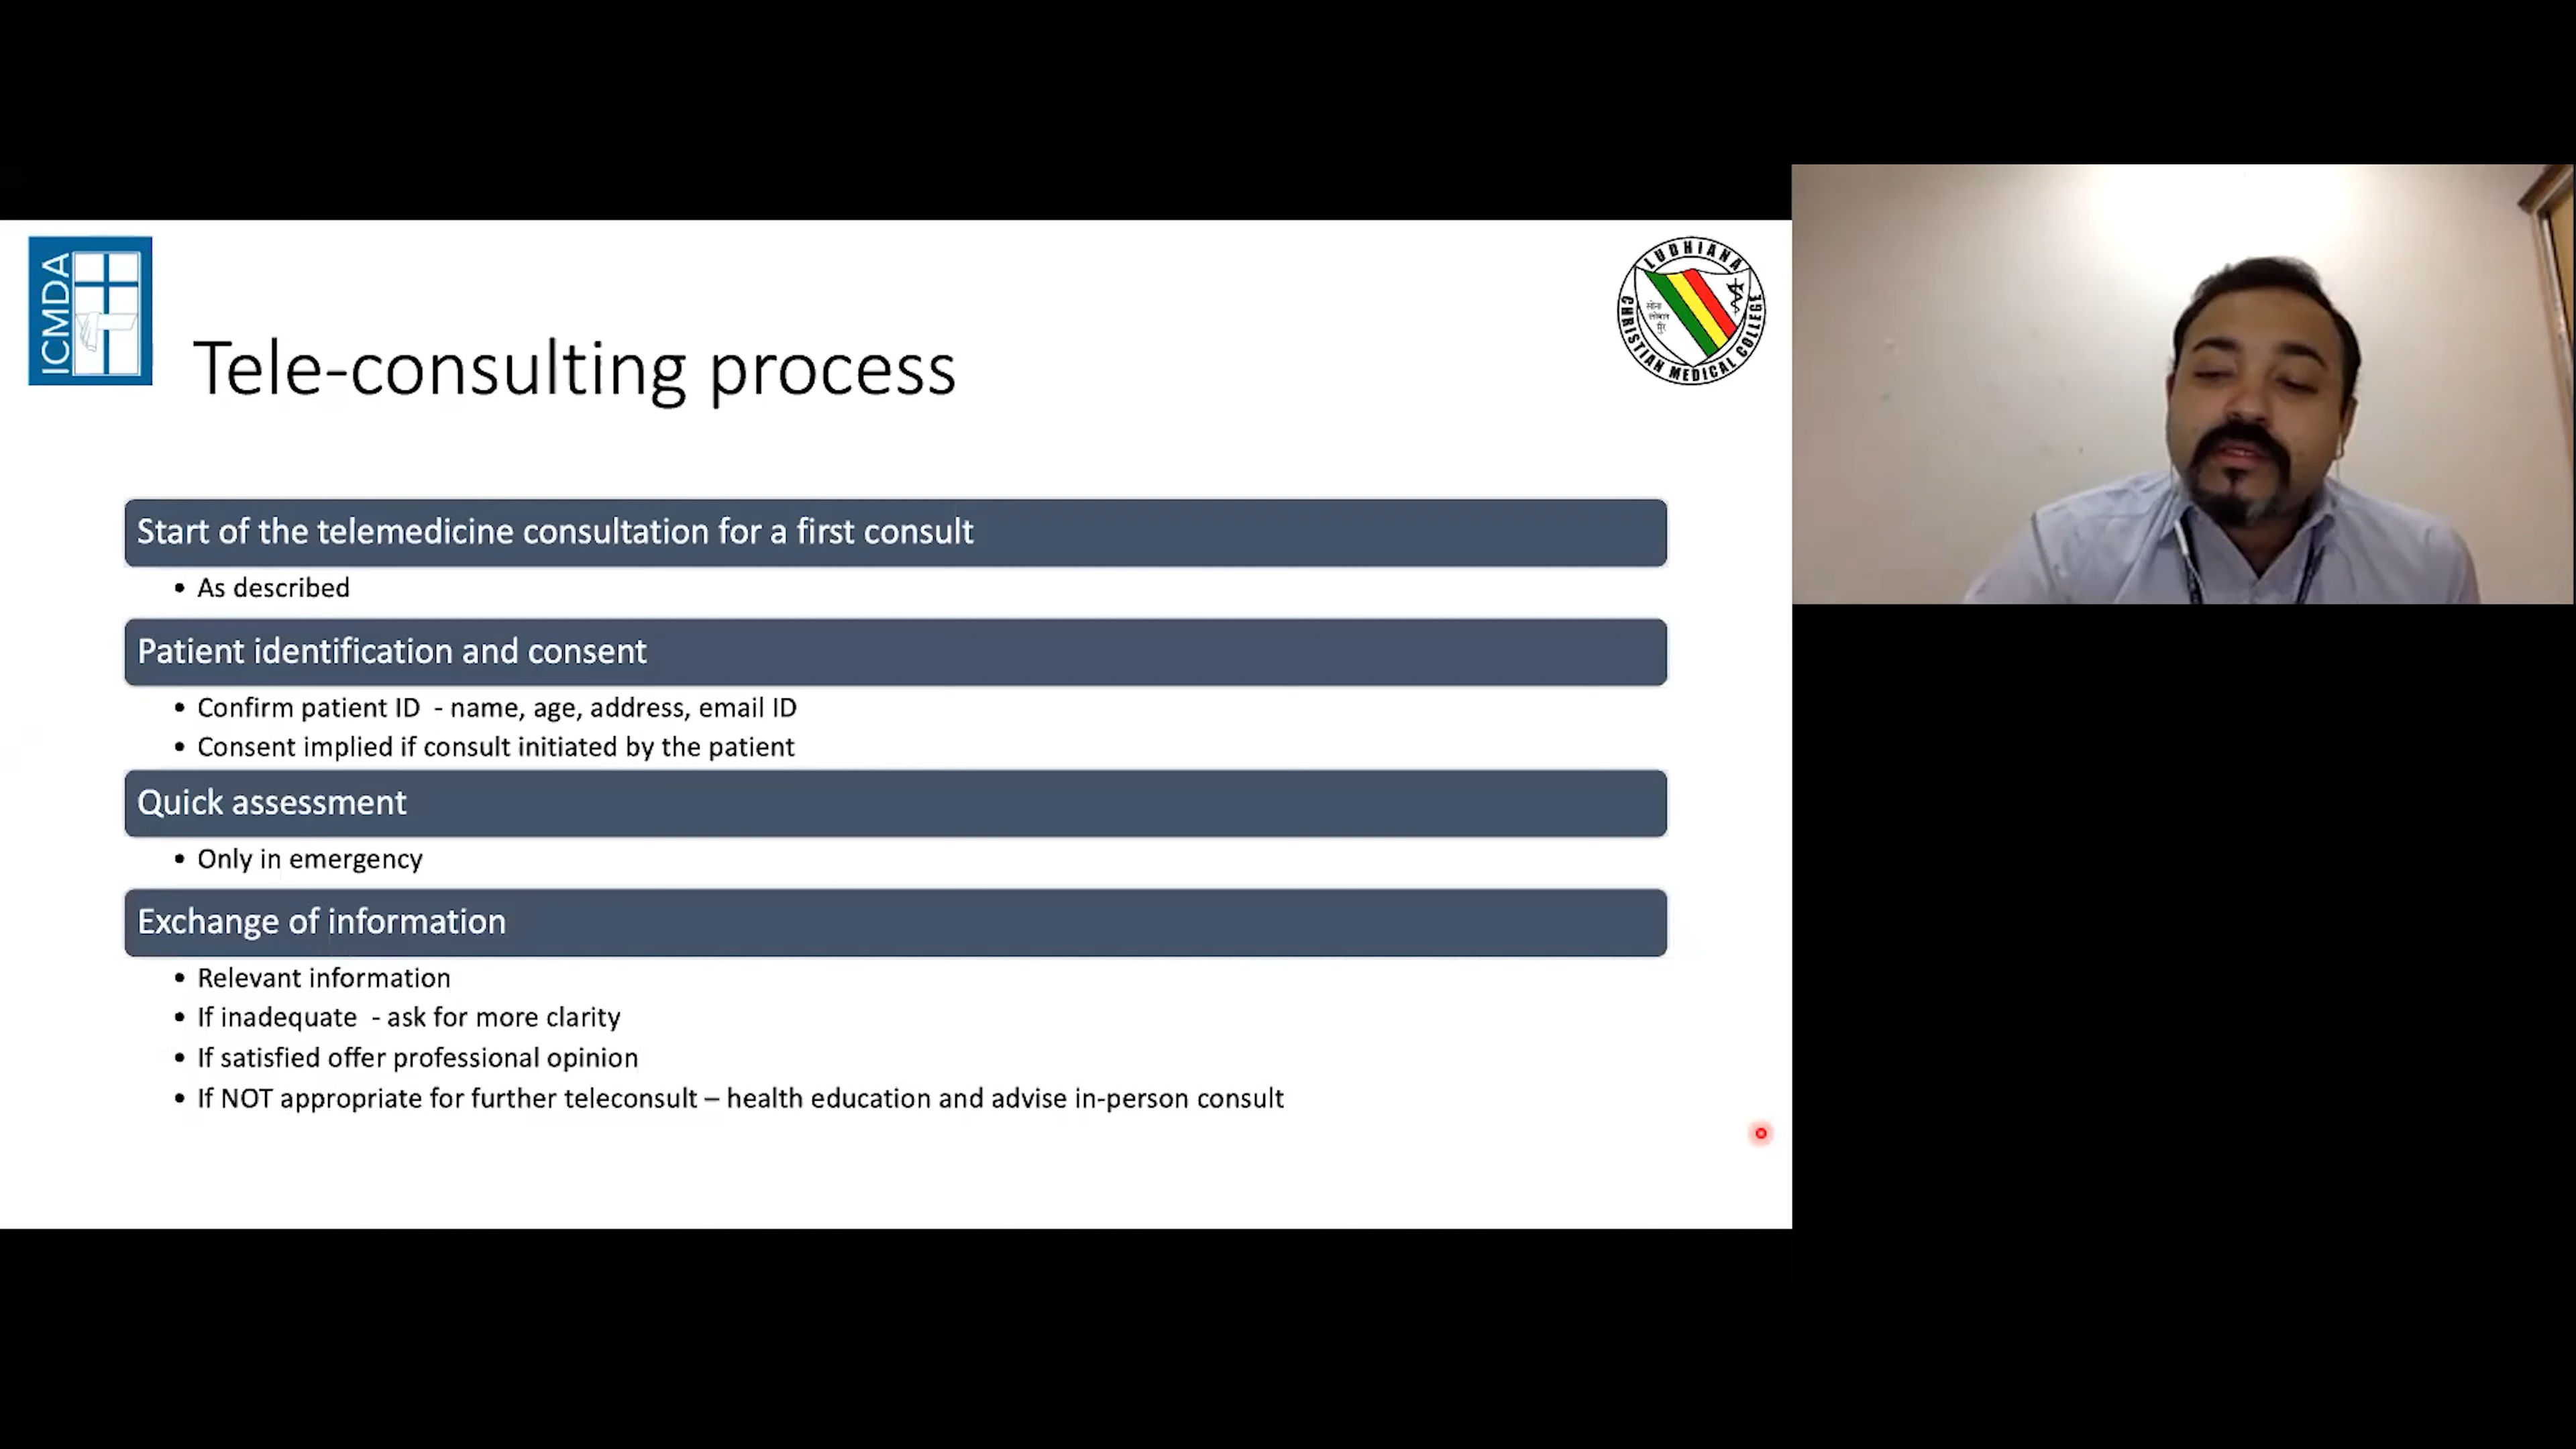 ICMDA
LUDHIANA
CHRISTIAN MEDICAL COLLEGE
Tele-consulting process
Start of the telemedicine consultation for a first consult
• As described
Patient identification and consent
• Confirm patient ID - name, age, address, email ID
• Consent implied if consult initiated by the patient
Quick assessment
• Only in emergency
Exchange of information
• Relevant information
• If inadequate - ask for more clarity
• If satisfied offer professional opinion
• If NOT appropriate for further teleconsult – health education and advise in-person consult